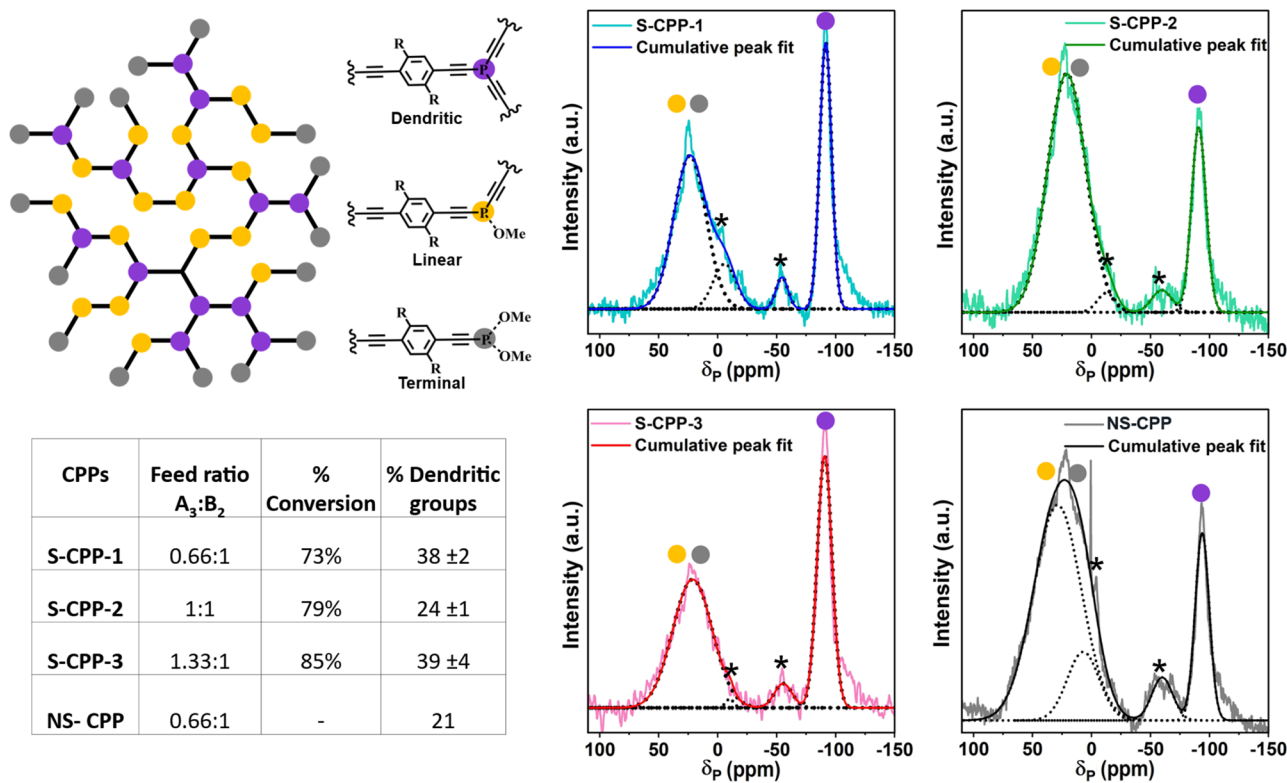 R
P
R
Dendritic
R
P
OMe
R
Linear
R
OMe
P
OMe
R
Terminal
CPPs Feed ratio A3:B2 % Conversion % Dendritic groups
S-CPP-1 0.66:1 73% 38 ±2
S-CPP-2 1:1 79% 24 ±1
S-CPP-3 1.33:1 85% 39 ±4
NS- CPP 0.66:1 - 21
S-CPP-1
Cumulative peak fit
*
*
Intensity (a.u.)
100 50 0 -50 -100 -150
δP (ppm)
S-CPP-2
Cumulative peak fit
*
*
Intensity (a.u.)
100 50 0 -50 -100 -150
δP (ppm)
S-CPP-3
Cumulative peak fit
*
*
Intensity (a.u.)
100 50 0 -50 -100 -150
δP (ppm)
NS-CPP
Cumulative peak fit
*
*
Intensity (a.u.)
100 50 0 -50 -100 -150
δP (ppm)